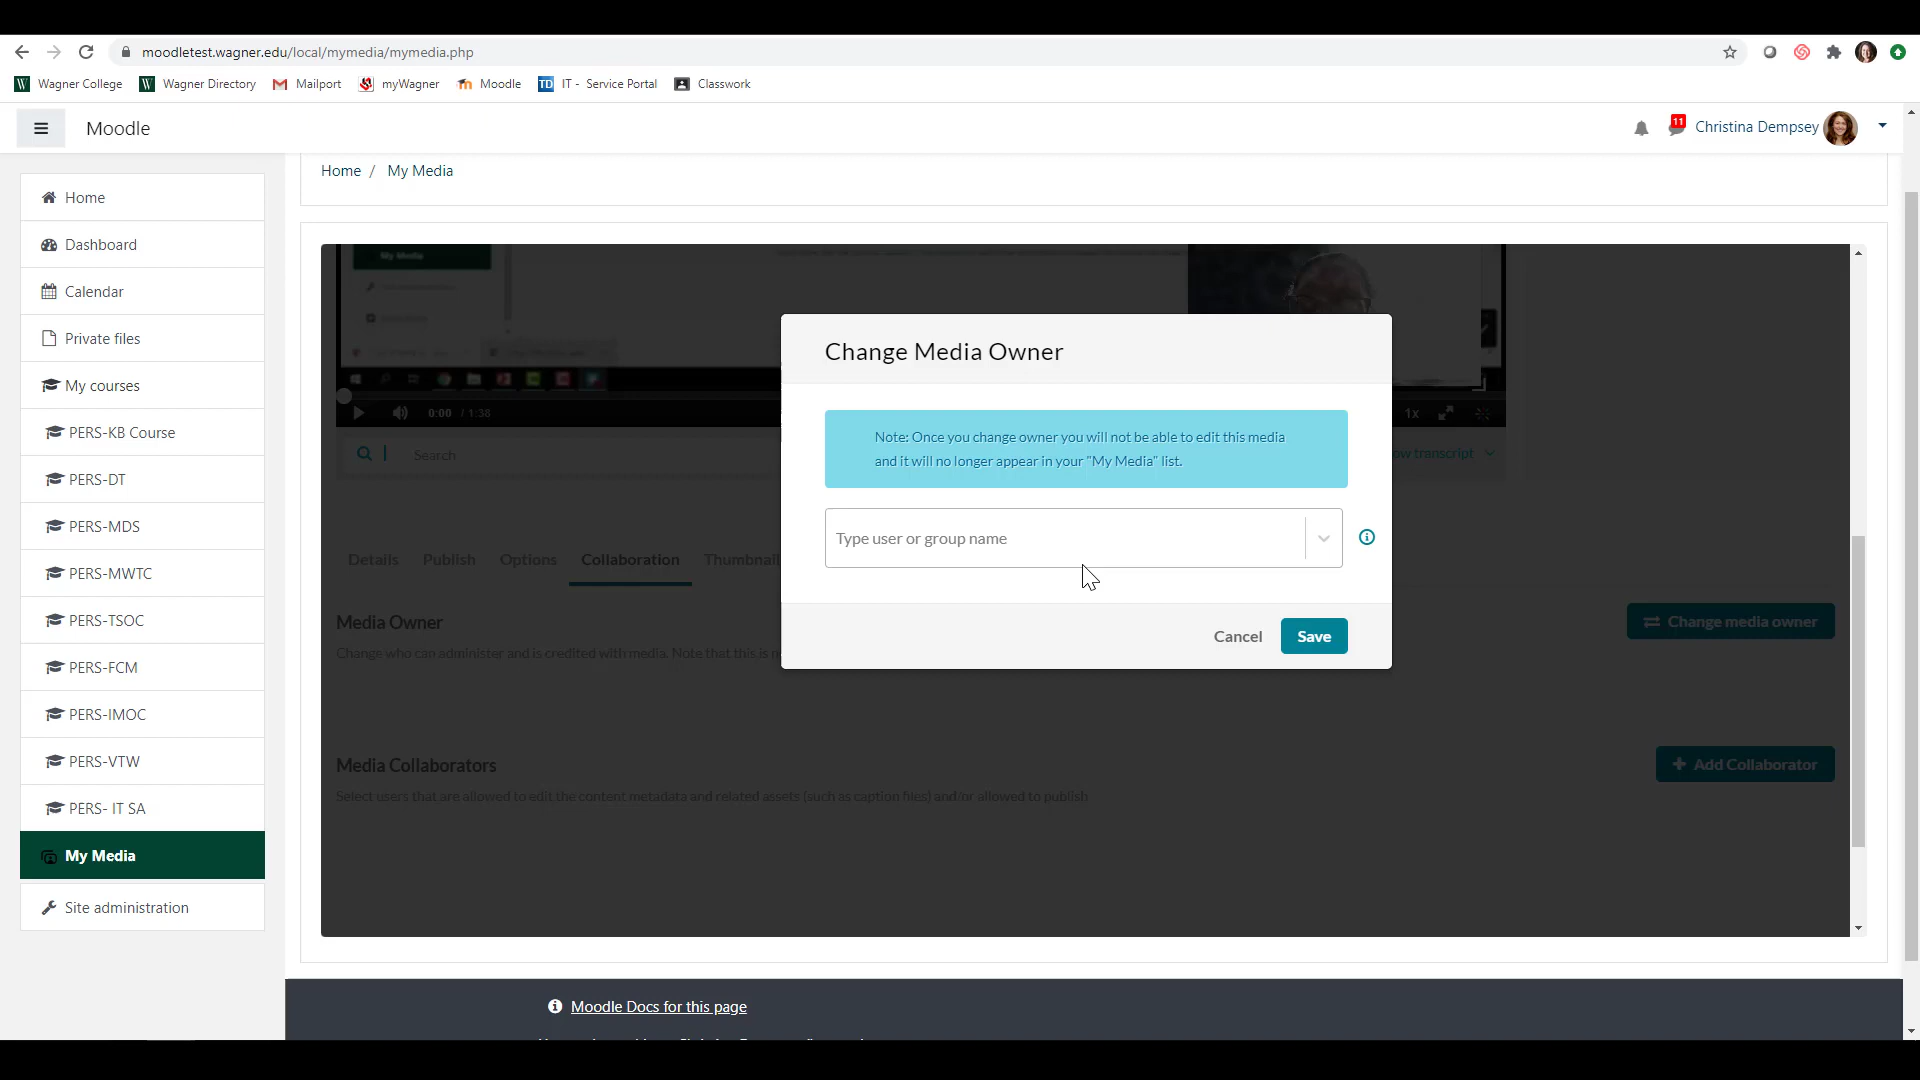 moodletest.wagner.edu/local/mymedia/mymedia.php
Wagner College
Wagner Directory
Mailport
myWagner
Moodle
TD
IT - Service Portal
Classwork
Moodle
11
Christina Dempsey
Home
Dashboard
Calendar
Private files
My courses
PERS-KB Course
PERS-DT
PERS-MDS
PERS-MWTC
PERS-TSOC
PERS-FCM
PERS-IMOC
PERS-VTW
PERS- IT SA
My Media
Site administration
Home / My Media
My Media
0:00 / 1:38
1x
Search
transcript
Details Publish Options Collaboration
Media Owner
Change who can administer and is credited with media. Note that this is
Change media owner
Media Collaborators
Select users that are allowed to edit the content metadata and related assets (such as caption files) and/or allowed to publish
Add Collaborator
Change Media Owner
Note: Once you change owner you will not be able to edit this media
and it will no longer appear in your "My Media" list.
Type user or group name
Cancel
Save
Moodle Docs for this page